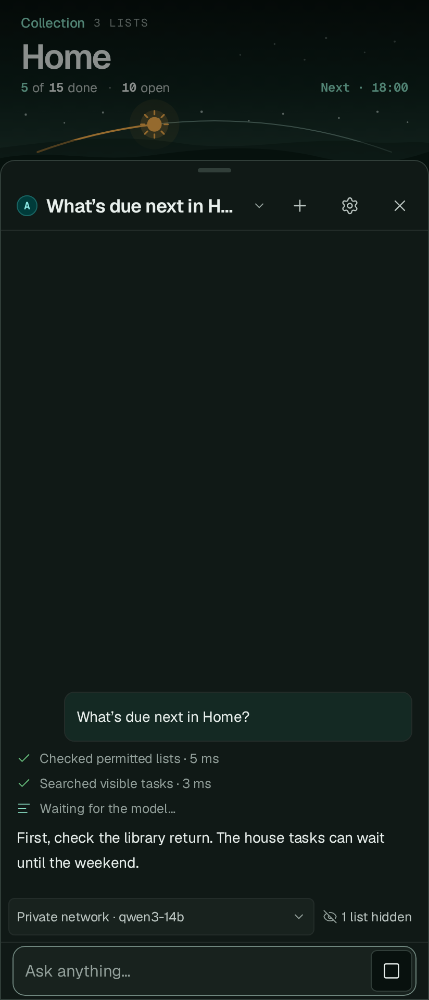 Collection 3 LISTS
Home
5 of 15 done · 10 open
Next · 18:00
A What's due next in H...
What's due next in Home?
Checked permitted lists · 5 ms
Searched visible tasks · 3 ms
Waiting for the model...
First, check the library return. The house tasks can wait
until the weekend.
Private network · qwen3-14b
1 list hidden
Ask anything...